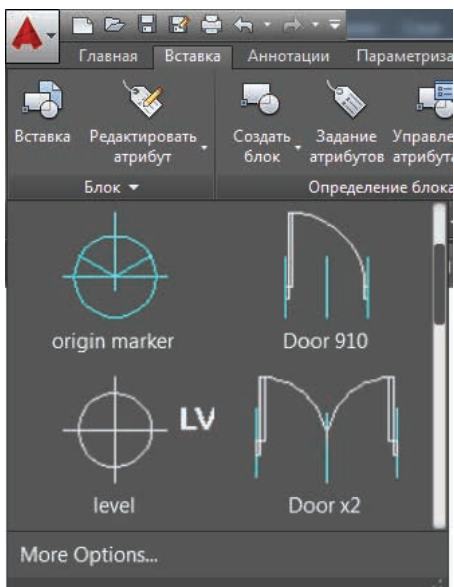 Главная Вставка Аннотации Параметриза
Вставка Редактировать атрибут Создать блок Задание атрибутов Управле атрибута
Блок Определение блока
origin marker Door 910
LV
level Door x2
More Options...